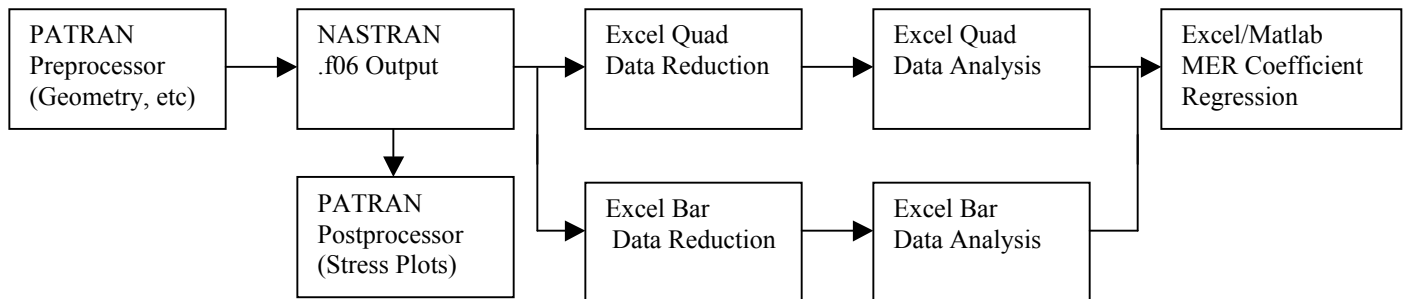 PATRAN
Preprocessor
(Geometry, etc)
NASTRAN
.f06 Output
Excel Quad
Data Reduction
Excel Quad
Data Analysis
Excel/Matlab
MER Coefficient
Regression
PATRAN
Postprocessor
(Stress Plots)
Excel Bar
Data Reduction
Excel Bar
Data Analysis